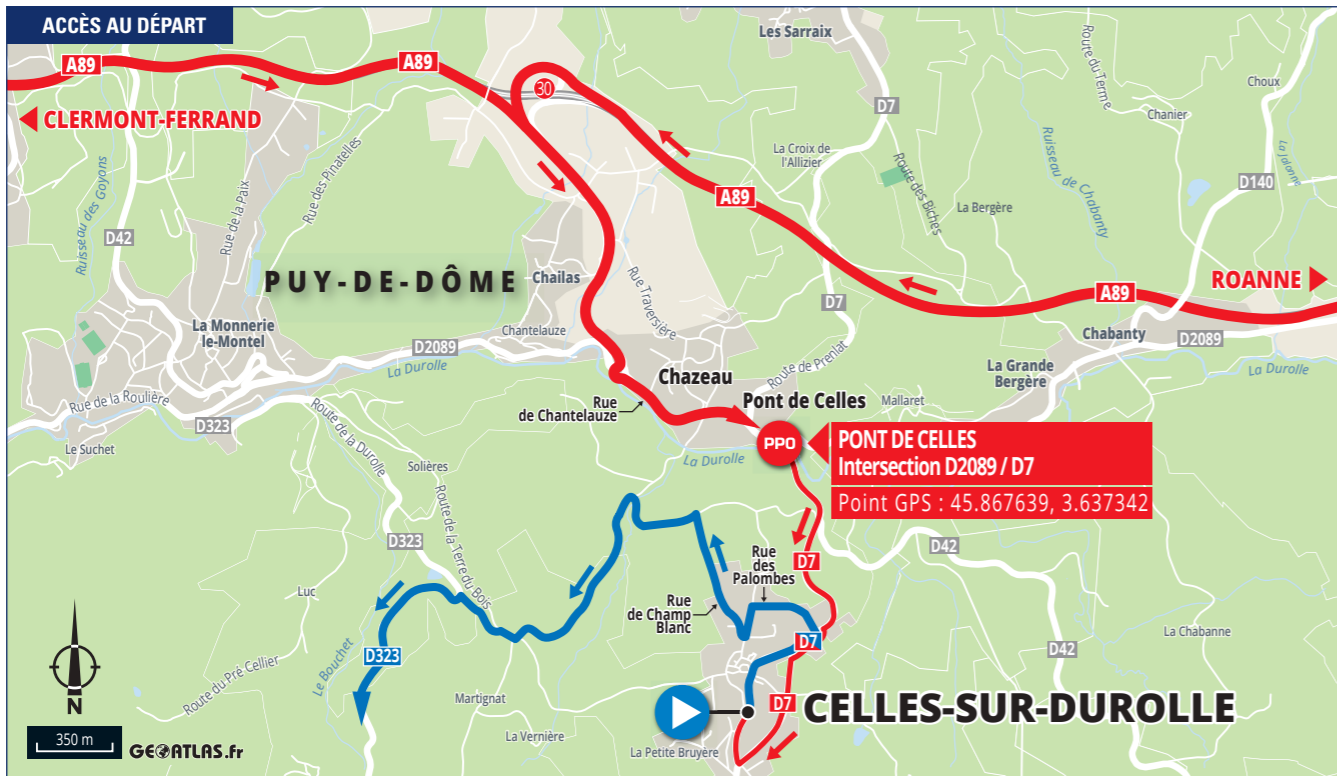 ACCÈS AU DÉPART
Les Sarraix
A89
A89
30
CLERMONT-FERRAND
D7
Route du Terme
Choux
Chanier
La Jalonne
La Croix de
l'Allizier
Ruisseau de Chabanty
Route des Biches
La Bergère
D140
A89
Ruisseau des Goyons
D42
Rue de la Paix
Rue des Pinatelles
PUY-DE-DÔME
Chailas
Rue Traversière
D7
A89
ROANNE
La Monnerie
le-Montel
Chantelauze
D2089
La Durolle
Chabanty
D2089
La Durolle
La Grande
Bergère
Chazeau
Route de Prenlat
Rue de la Roulière
D323
Le Suchet
Rue
de Chantelauze
Pont de Celles
Mallaret
PPO
PONT DE CELLES
Intersection D2089 / D7
Point GPS : 45.867639, 3.637342
La Durolle
Route de la Durolle
Solières
Route de la Terre du Bois
D323
D42
D7
Rue
des
Palombes
Rue
de Champ
Blanc
Luc
D7
La Chabanne
D42
D323
Le Bouchet
Route du Pré Cellier
Martignat
D7
CELLES-SUR-DUROLLE
La Vernière
La Petite Bruyère
N
350 m
GEOATLAS.fr